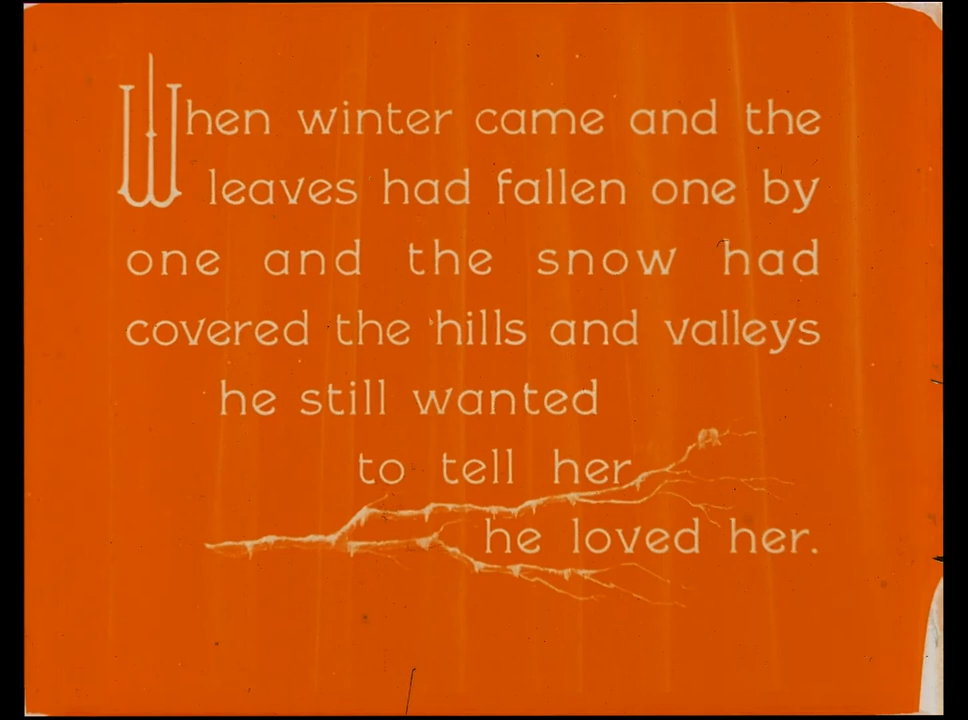 When winter came and the
leaves had fallen one by
one and the snow had
covered the hills and valleys
he still wanted
to tell her
he loved her.